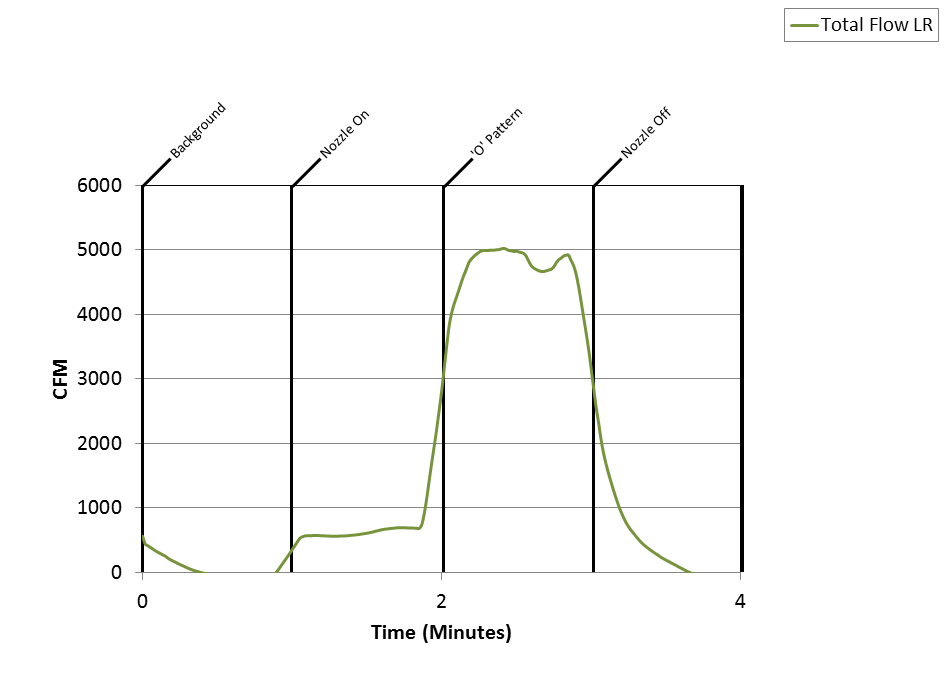 Total Flow LR
Background
Nozzle On
'O' Pattern
Nozzle Off
6000
5000
4000
3000
2000
1000
0
CFM
0
2
4
Time (Minutes)